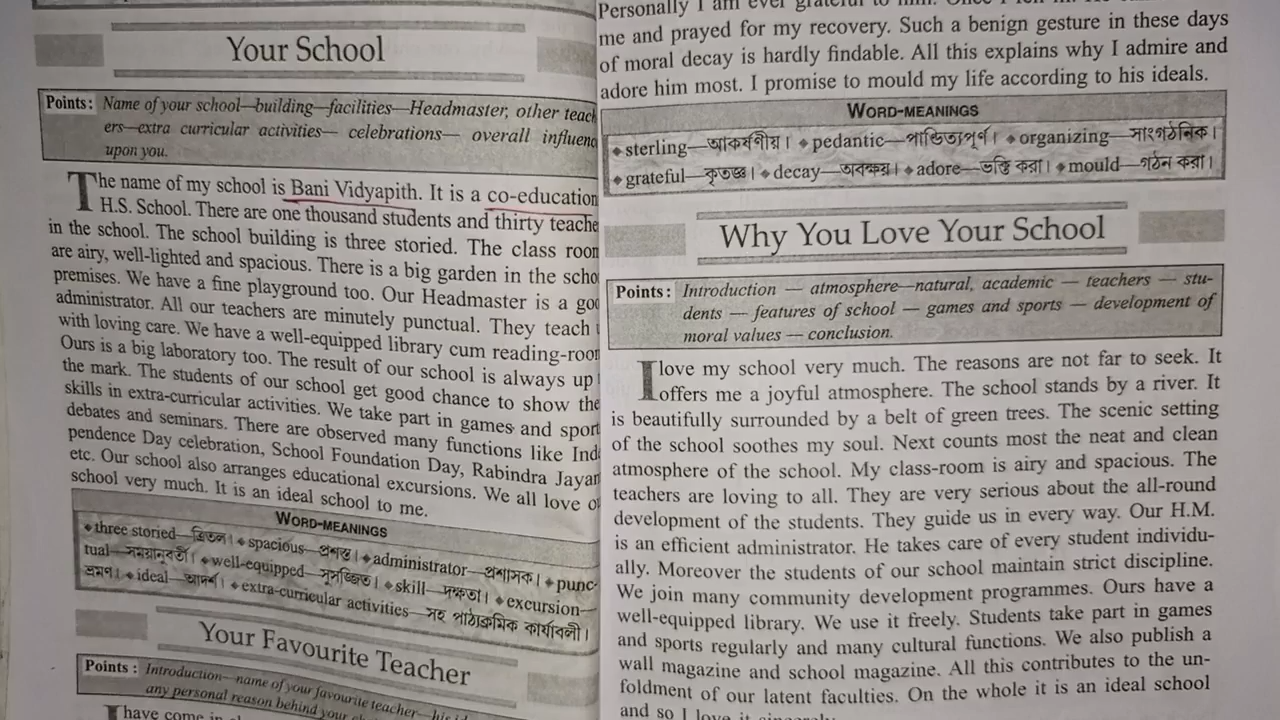 Your School
Points: Name of your school—building—facilities—Headmaster, other teach
ers—extra curricular activities— celebrations— overall influenc
upon you.
The name of my school is Bani Vidyapith. It is a co-education
H.S. School. There are one thousand students and thirty teache
in the school. The school building is three storied. The class room
are airy, well-lighted and spacious. There is a big garden in the scho
premises. We have a fine playground too. Our Headmaster is a goo
administrator. All our teachers are minutely punctual. They teach
with loving care. We have a well-equipped library cum reading-room
Ours is a big laboratory too. The result of our school is always up
the mark. The students of our school get good chance to show the
skills in extra-curricular activities. We take part in games and sport
debates and seminars. There are observed many functions like Ind
pendence Day celebration, School Foundation Day, Rabindra Jayan
etc. Our school also arranges educational excursions. We all love o
school very much. It is an ideal school to me.
WORD-MEANINGS
◆three storied—ত্রিতল। ◆spacious—প্রশস্ত। ◆administrator—প্রশাসক। ◆punc-
tual—সময়ানুবর্তী। ◆well-equipped—সুসজ্জিত। ◆skill—দক্ষতা। ◆excursion—
ভ্রমণ। ◆ideal—আদর্শ। ◆extra-curricular activities—সহ পাঠ্যক্রমিক কার্যাবলী।
Your Favourite Teacher
Points: Introduction—name of your favourite teacher—his
any personal reason behind your
I have come in
Personally I am ever grateful to him. Once I fell
me and prayed for my recovery. Such a benign gesture in these days
of moral decay is hardly findable. All this explains why I admire and
adore him most. I promise to mould my life according to his ideals.
WORD-MEANINGS
◆sterling—আকর্ষণীয়। ◆pedantic—পাণ্ডিত্যপূর্ণ। ◆organizing—সাংগঠনিক।
◆grateful—কৃতজ্ঞ। ◆decay—অবক্ষয়। ◆adore—ভক্তি করা। ◆mould—গঠন করা।
Why You Love Your School
Points: Introduction — atmosphere—natural, academic — teachers — stu-
dents — features of school — games and sports — development of
moral values — conclusion.
I love my school very much. The reasons are not far to seek. It
offers me a joyful atmosphere. The school stands by a river. It
is beautifully surrounded by a belt of green trees. The scenic setting
of the school soothes my soul. Next counts most the neat and clean
atmosphere of the school. My class-room is airy and spacious. The
teachers are loving to all. They are very serious about the all-round
development of the students. They guide us in every way. Our H.M.
is an efficient administrator. He takes care of every student individu-
ally. Moreover the students of our school maintain strict discipline.
We join many community development programmes. Ours have a
well-equipped library. We use it freely. Students take part in games
and sports regularly and many cultural functions. We also publish a
wall magazine and school magazine. All this contributes to the un-
foldment of our latent faculties. On the whole it is an ideal school
and so I love it sincerely